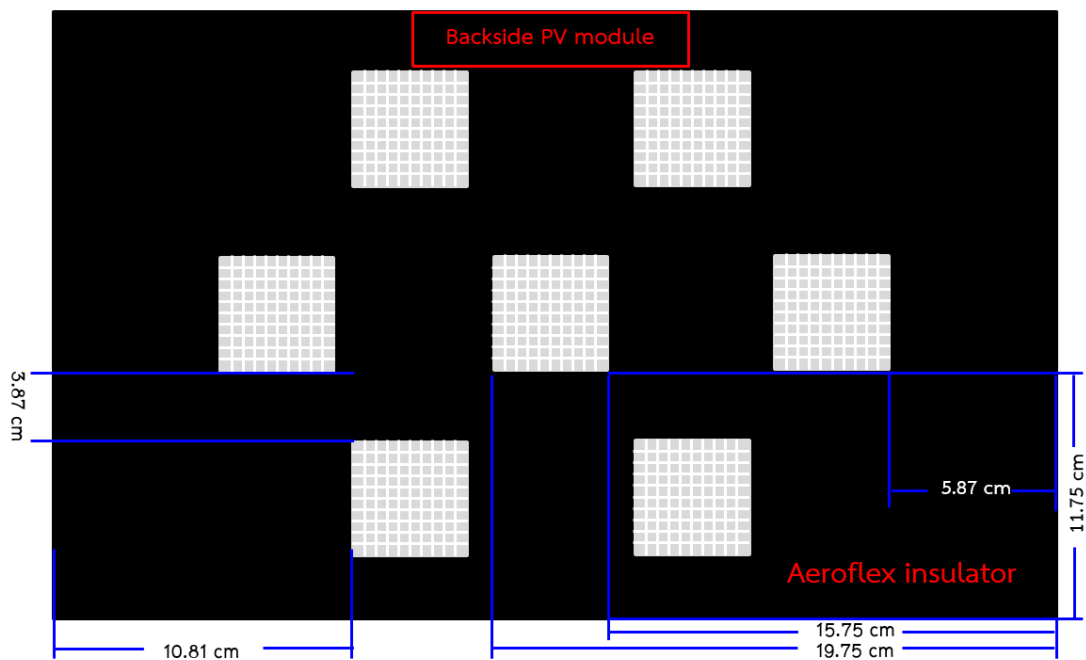 Backside PV module
3.87 cm
5.87 cm
11.75 cm
Aeroflex insulator
15.75 cm
10.81 cm
19.75 cm